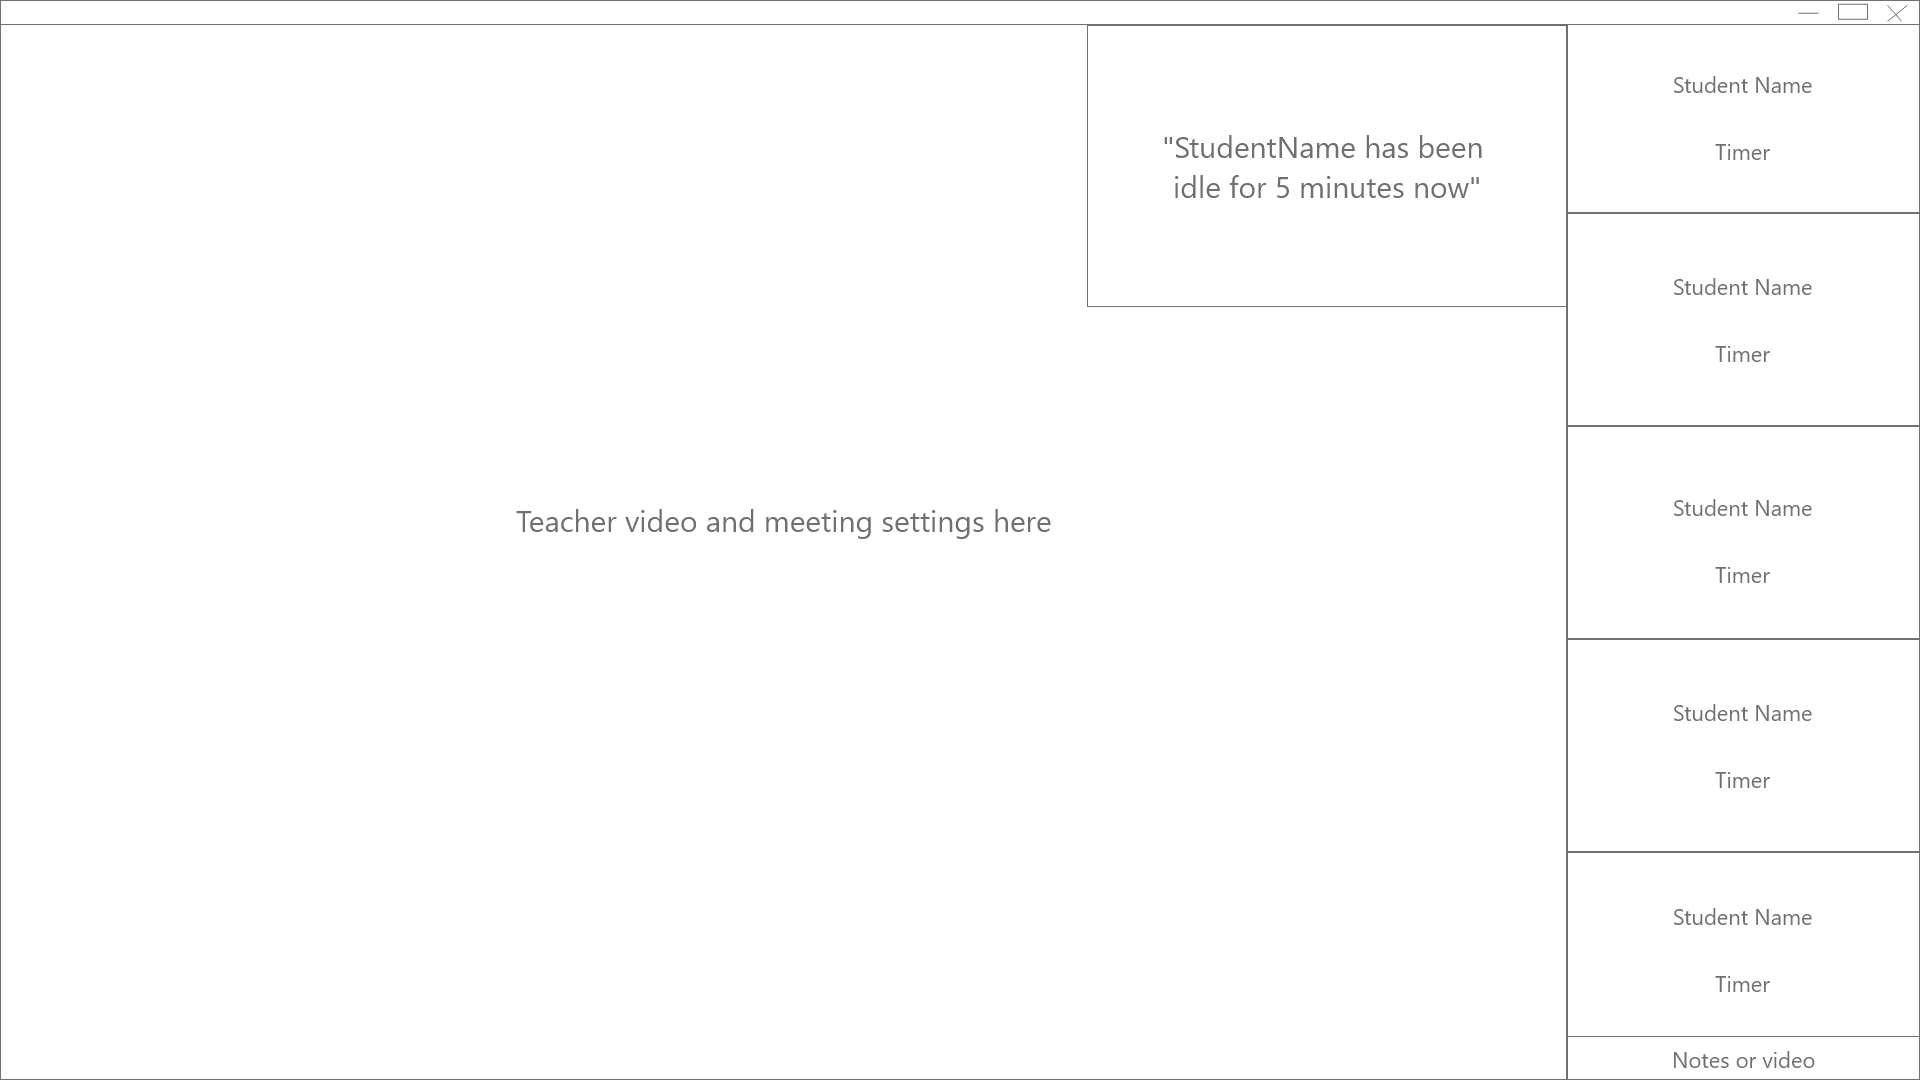 "StudentName has been
idle for 5 minutes now"
Teacher video and meeting settings here
Student Name
Timer
Student Name
Timer
Student Name
Timer
Student Name
Timer
Student Name
Timer
Notes or video